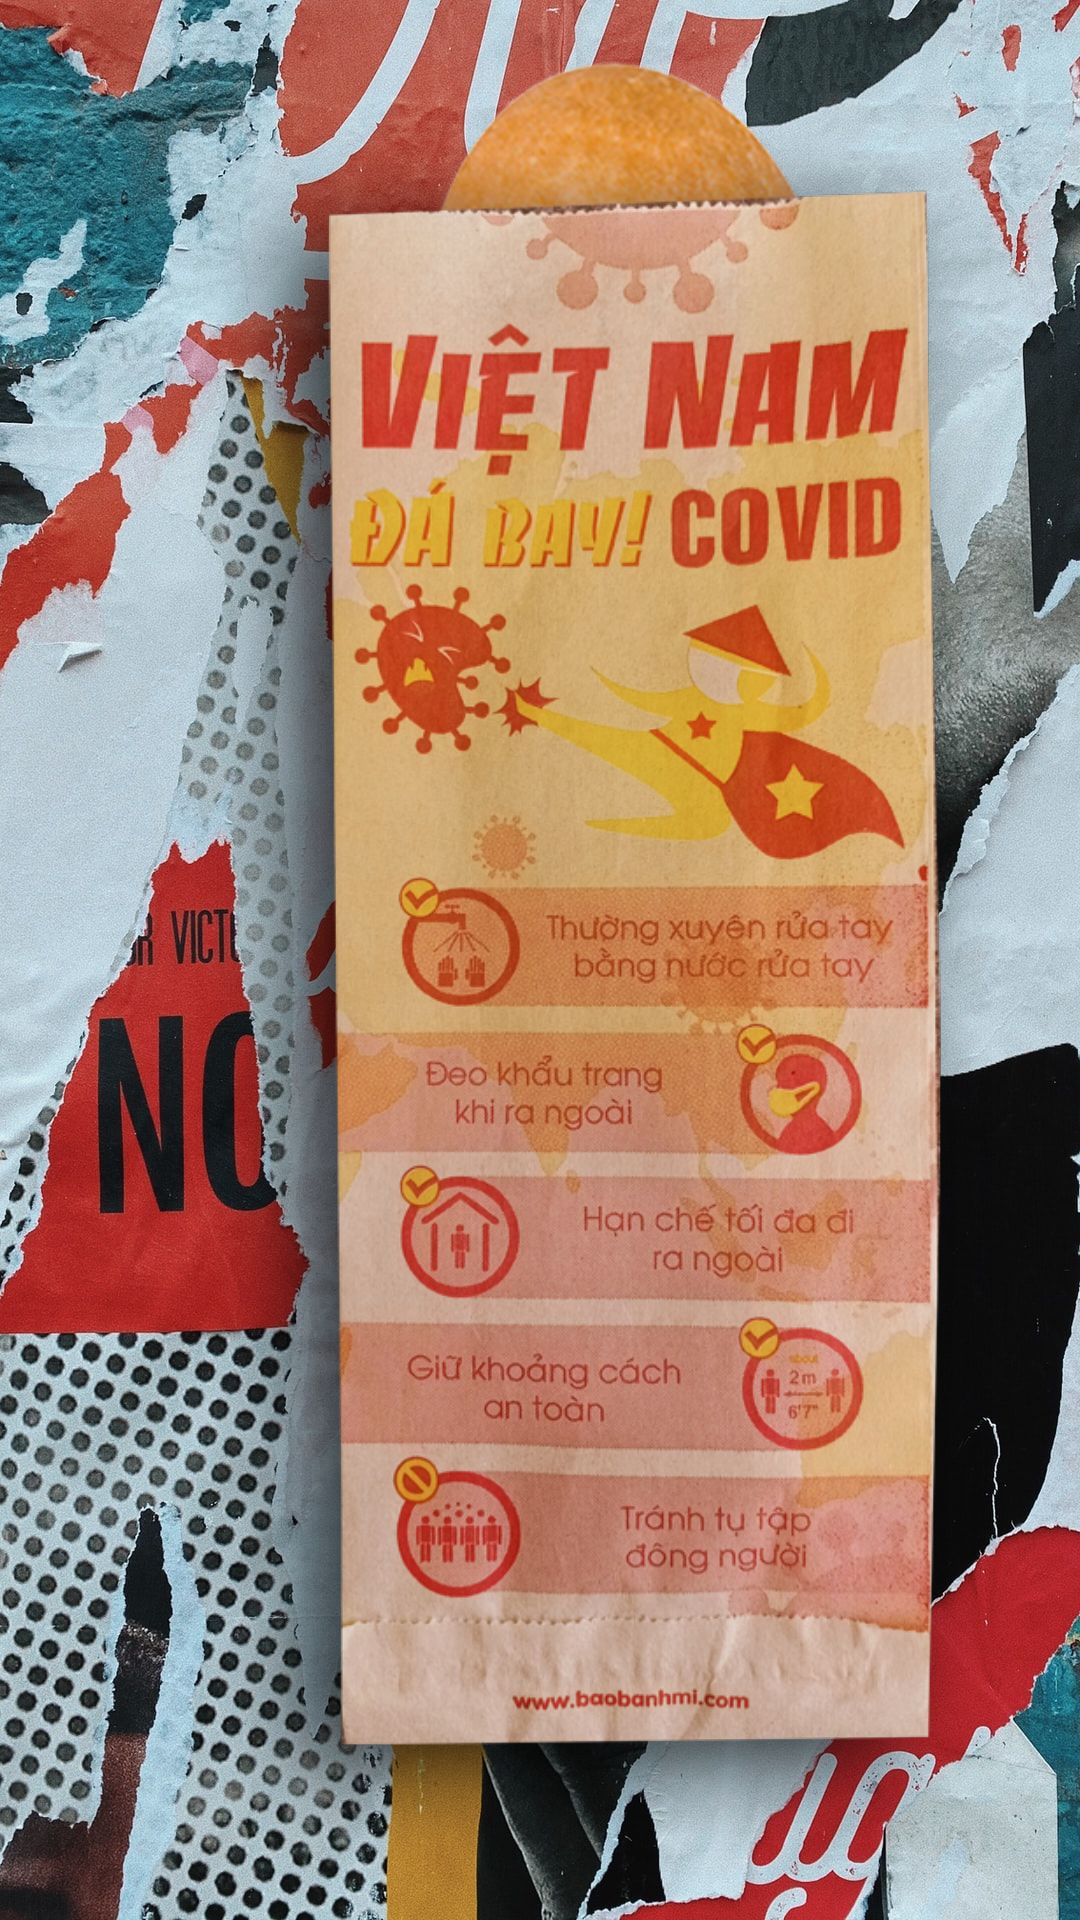 VIỆT NAM
ĐÁ BAY! COVID
Thường xuyên rửa tay
bằng nước rửa tay
Đeo khẩu trang
khi ra ngoài
Hạn chế tối đa đi
ra ngoài
Giữ khoảng cách
an toàn
about
2m
6'7"
Tránh tụ tập
đông người
www.baobanhmi.com
VICTO
NO